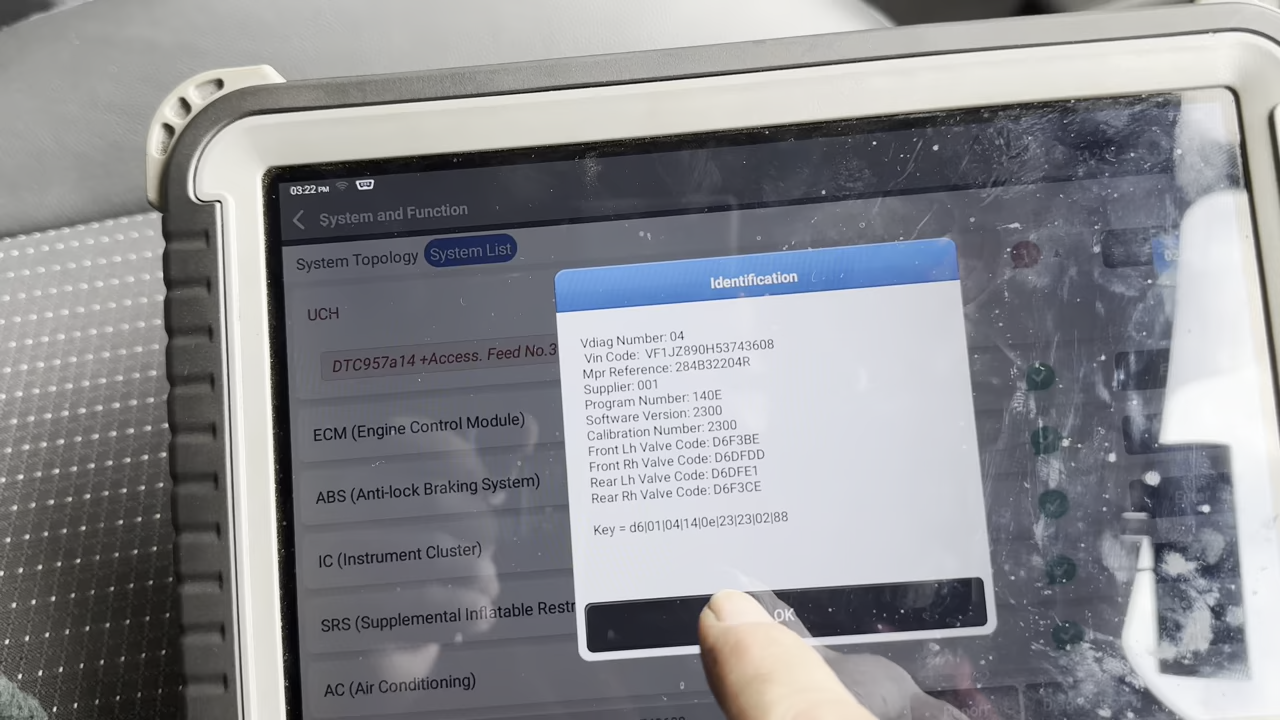 03:22 PM
System and Function
System Topology
System List
UCH
DTC957a14 +Access. Feed No.3
ECM (Engine Control Module)
ABS (Anti-lock Braking System)
IC (Instrument Cluster)
SRS (Supplemental Inflatable Restr
AC (Air Conditioning)
Identification
Vdiag Number: 04
Vin Code: VF1JZ890H53743608
Mpr Reference: 284B32204R
Supplier: 001
Program Number: 140E
Software Version: 2300
Calibration Number: 2300
Front Lh Valve Code: D6F3BE
Front Rh Valve Code: D6DFDD
Rear Lh Valve Code: D6DFE1
Rear Rh Valve Code: D6F3CE
Key = d6|01|04|14|0e|23|23|02|88
OK